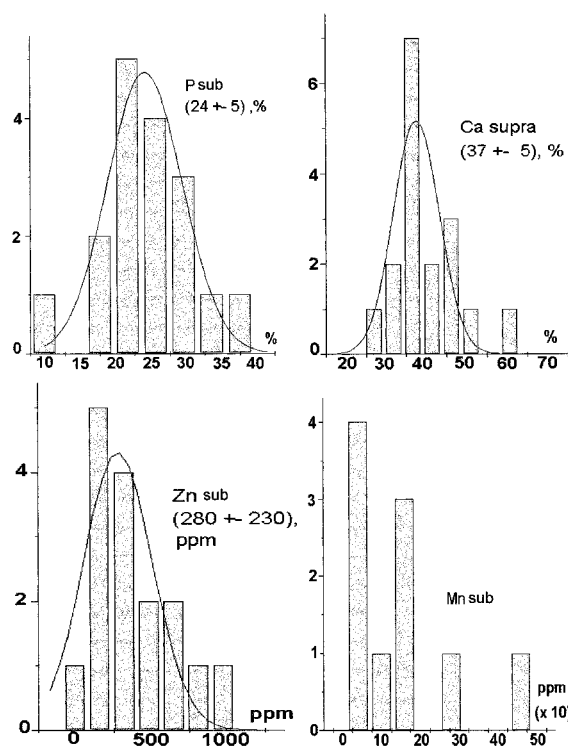 P sub
(24 +- 5) ,%
4
2
0
%
10 15 20 25 30 35 40
Ca supra
(37 +- 5), %
6
4
2
0
%
20 30 40 50 60 70
Zn sub
(280 +- 230),
ppm
4
2
0
ppm
0 500 1000
Mn sub
4
3
2
1
0
ppm
(x 10)
0 10 20 30 40 50